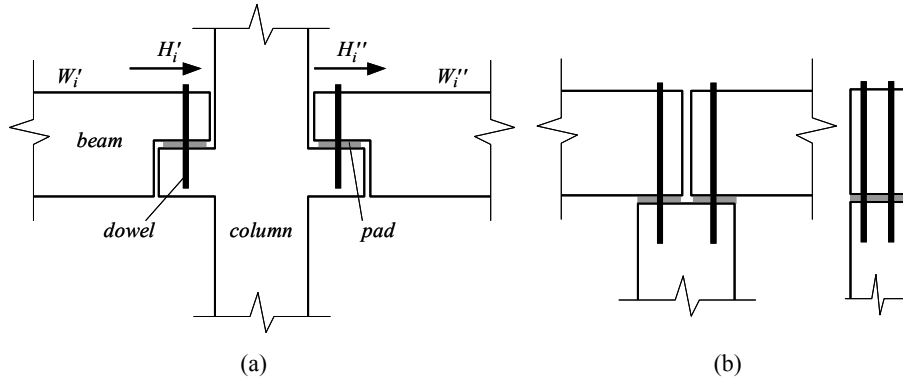 H_i' H_i''
W_i' W_i''
beam
dowel column pad
(a) (b)